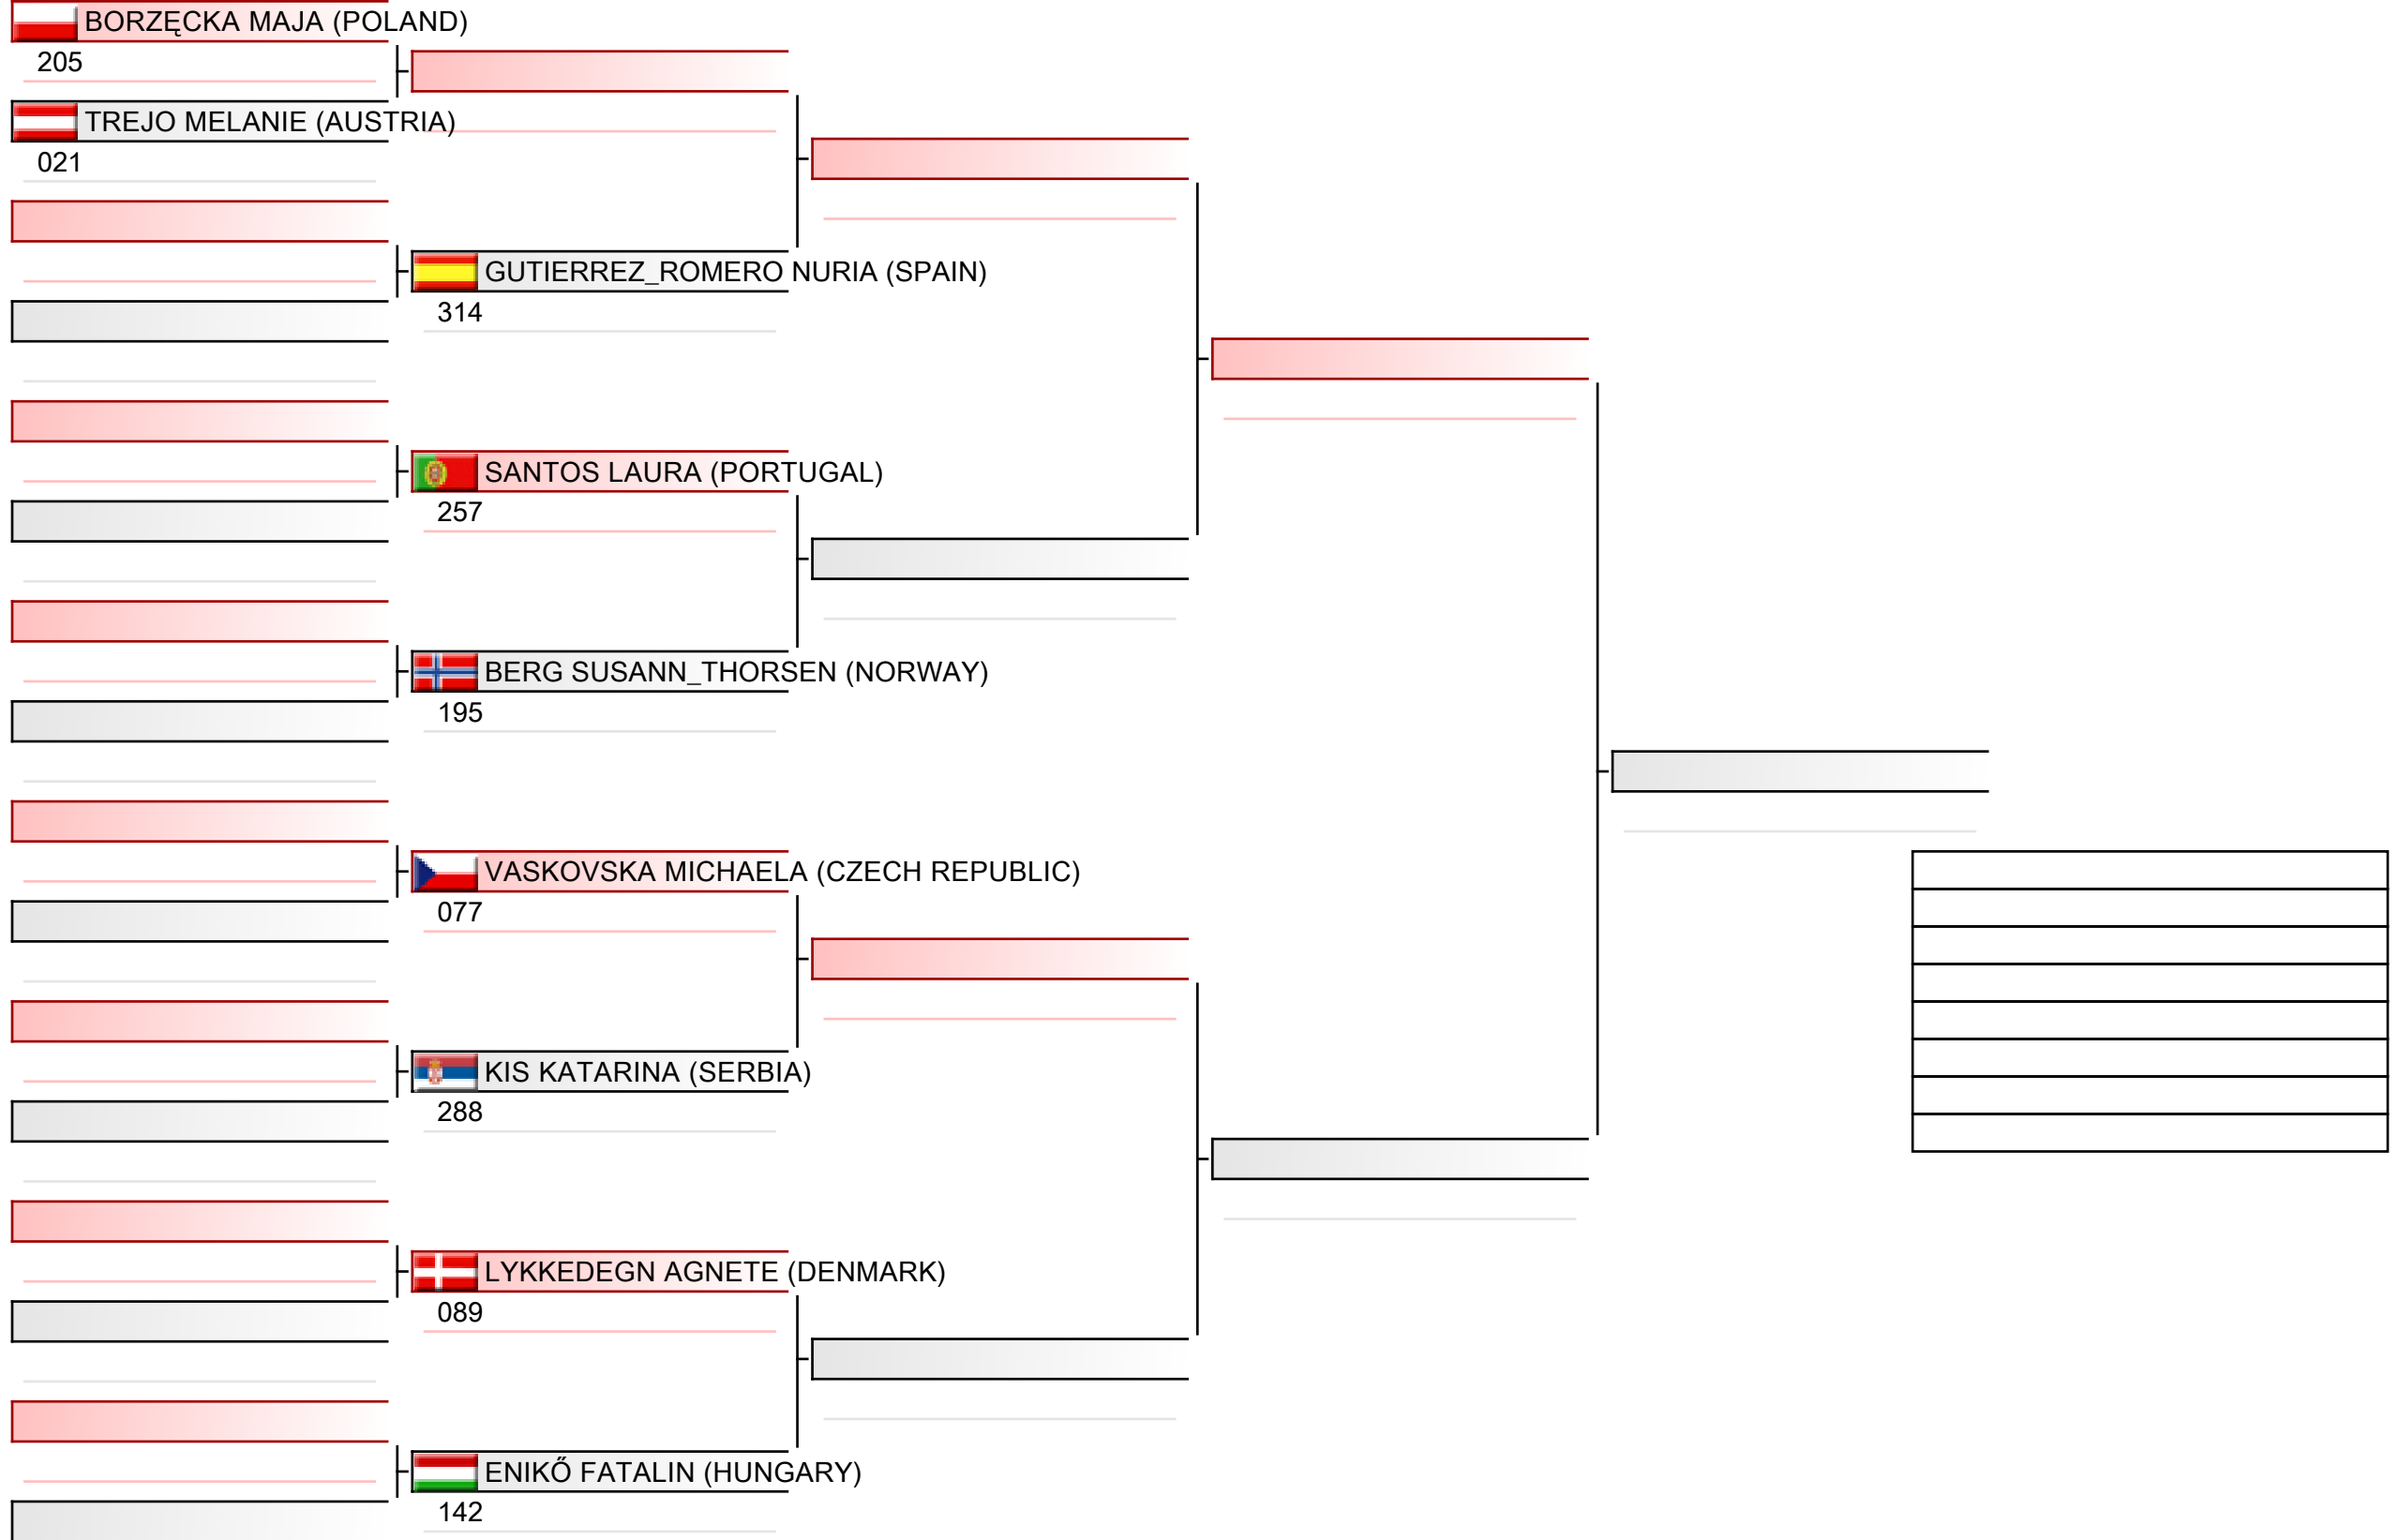 BORZĘCKA MAJA (POLAND)
205
TREJO MELANIE (AUSTRIA)
021
GUTIERREZ_ROMERO NURIA (SPAIN)
314
SANTOS LAURA (PORTUGAL)
257
BERG SUSANN_THORSEN (NORWAY)
195
VASKOVSKA MICHAELA (CZECH REPUBLIC)
077
KIS KATARINA (SERBIA)
288
LYKKEDEGN AGNETE (DENMARK)
089
ENIKŐ FATALIN (HUNGARY)
142